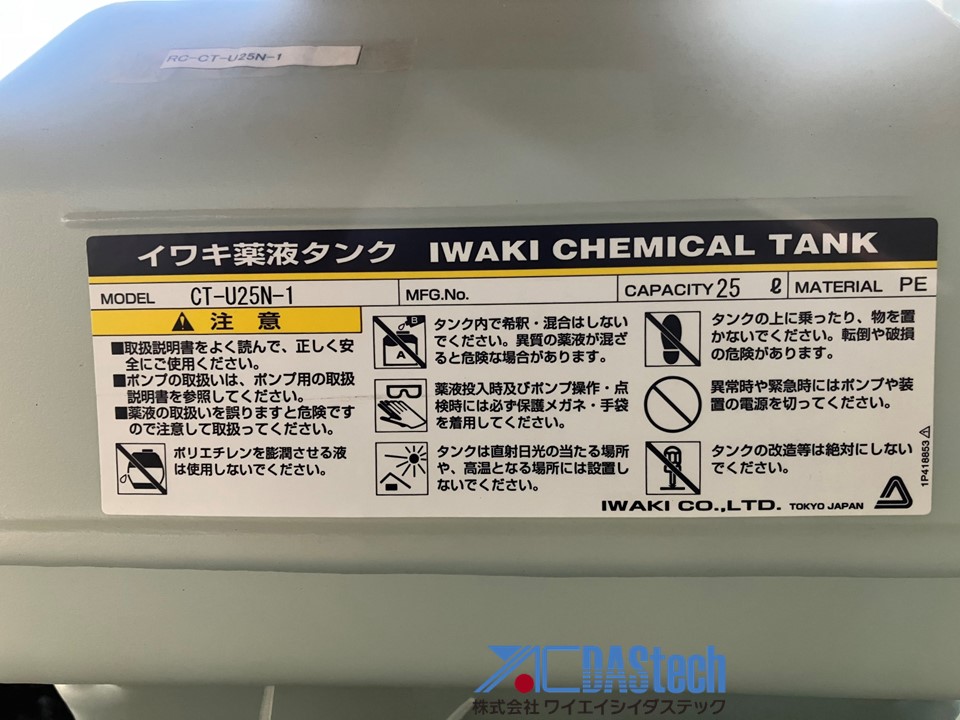 RC-CT-U25N-1
イワキ薬液タンク IWAKI CHEMICAL TANK
MODEL CT-U25N-1 MFG.No. CAPACITY 25 ℓ MATERIAL PE
注意
■取扱説明書をよく読んで、正しく安
全にご使用ください。
■ポンプの取扱いは、ポンプ用の取扱
説明書を参照してください。
■薬液の取扱いを誤りますと危険です
ので注意して取扱ってください。
ポリエチレンを膨潤させる液
は使用しないでください。
B
A
タンク内で希釈・混合はしない
でください。異質の薬液が混ざ
ると危険な場合があります。
薬液投入時及びポンプ操作・点
検時には必ず保護メガネ・手袋
を着用してください。
タンクは直射日光の当たる場所
や、高温となる場所には設置し
ないでください。
タンクの上に乗ったり、物を置
かないでください。転倒や破損
の危険があります。
異常時や緊急時にはポンプや装
置の電源を切ってください。
タンクの改造等は絶対にしない
でください。
IWAKI CO.,LTD. TOKYO JAPAN
1P418853
YAC DAStech
株式会社 ワイエイシイダステック